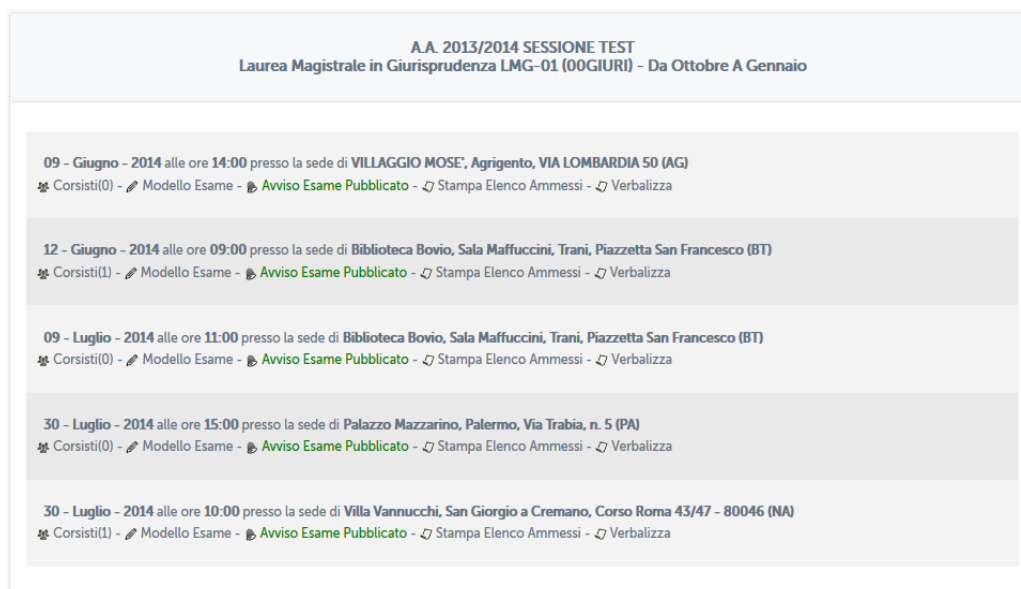 A.A. 2013/2014 SESSIONE TEST
Laurea Magistrale in Giurisprudenza LMG-01 (00GIURI) - Da Ottobre A Gennaio
09 - Giugno - 2014 alle ore 14:00 presso la sede di VILLAGGIO MOSE', Agrigento, VIA LOMBARDIA 50 (AG)
Corsisti(0) - Modello Esame - Avviso Esame Pubblicato - Stampa Elenco Ammessi - Verbalizza
12 - Giugno - 2014 alle ore 09:00 presso la sede di Biblioteca Bovio, Sala Maffuccini, Trani, Piazzetta San Francesco (BT)
Corsisti(1) - Modello Esame - Avviso Esame Pubblicato - Stampa Elenco Ammessi - Verbalizza
09 - Luglio - 2014 alle ore 11:00 presso la sede di Biblioteca Bovio, Sala Maffuccini, Trani, Piazzetta San Francesco (BT)
Corsisti(0) - Modello Esame - Avviso Esame Pubblicato - Stampa Elenco Ammessi - Verbalizza
30 - Luglio - 2014 alle ore 15:00 presso la sede di Palazzo Mazzarino, Palermo, Via Trabia, n. 5 (PA)
Corsisti(0) - Modello Esame - Avviso Esame Pubblicato - Stampa Elenco Ammessi - Verbalizza
30 - Luglio - 2014 alle ore 10:00 presso la sede di Villa Vannucchi, San Giorgio a Cremano, Corso Roma 43/47 - 80046 (NA)
Corsisti(1) - Modello Esame - Avviso Esame Pubblicato - Stampa Elenco Ammessi - Verbalizza